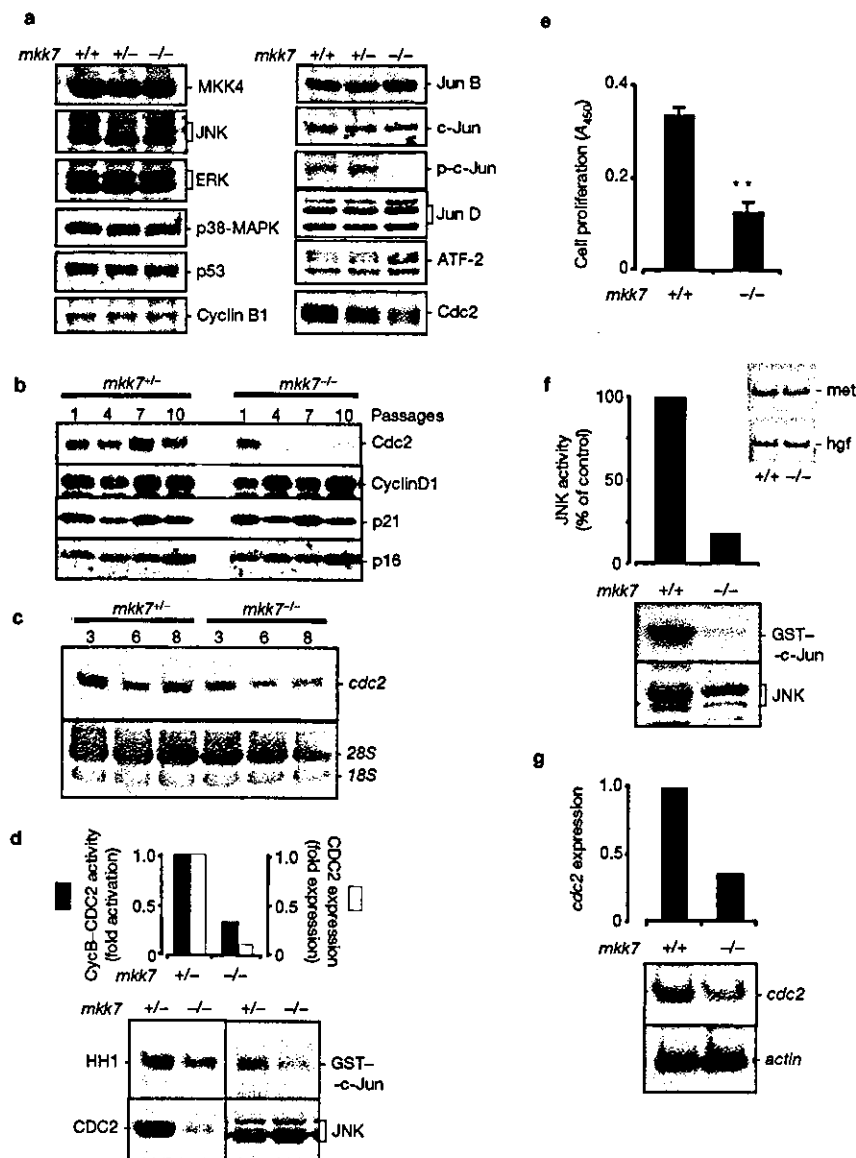 a
mkk7 +/+ +/− −/−
MKK4
JNK
ERK
p38-MAPK
p53
Cyclin B1
mkk7 +/+ +/− −/−
Jun B
c-Jun
p-c-Jun
Jun D
ATF-2
Cdc2
b
mkk7+/− mkk7−/−
1 4 7 10 1 4 7 10 Passages
Cdc2
CyclinD1
p21
p16
c
mkk7+/− mkk7−/−
3 6 8 3 6 8
cdc2
28S
18S
d
CycB–CDC2 activity
(fold activation)
1.0
0.5
0
1.0
0.5
0
CDC2 expression
(fold expression)
mkk7 +/− −/−
mkk7 +/− −/− +/− −/−
HH1
GST–
-c-Jun
CDC2
JNK
e
Cell proliferation (A450)
0.4
0.2
0
**
mkk7 +/+ −/−
f
JNK activity
(% of control)
100
50
0
met
hgf
+/+ −/−
mkk7 +/+ −/−
GST–
-c-Jun
JNK
g
cdc2 expression
1.0
0.5
0
mkk7 +/+ −/−
cdc2
actin